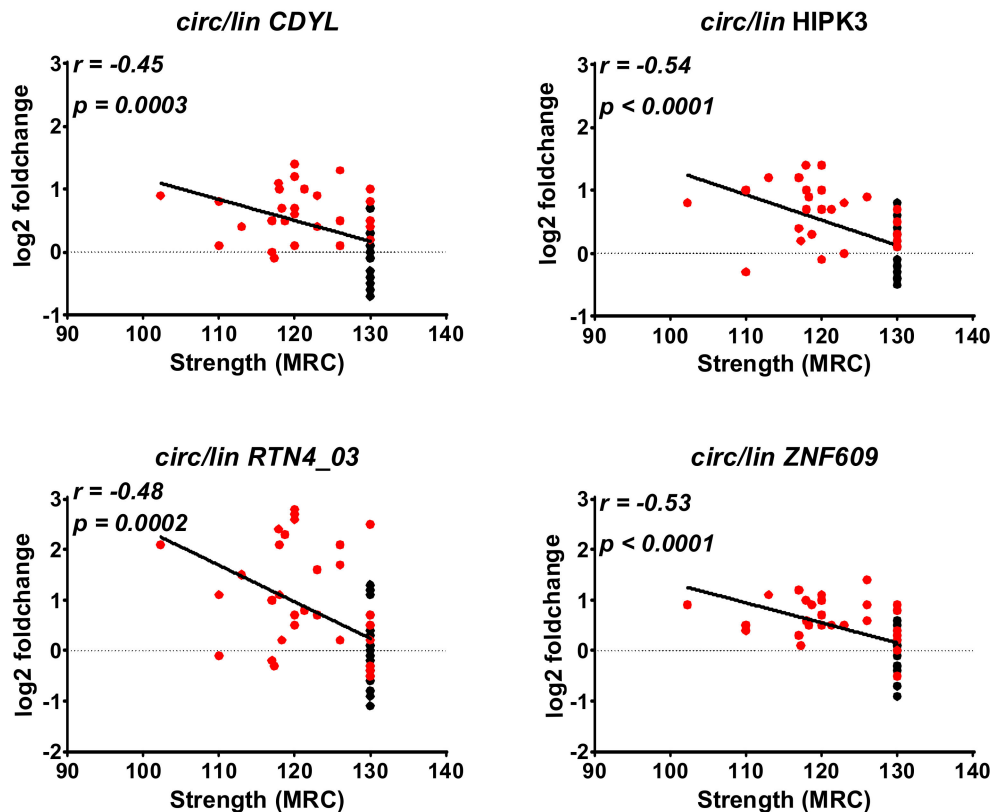 circ/lin CDYL
r = -0.45
p = 0.0003
log2 foldchange
3
2
1
0
-1
90 100 110 120 130 140
Strength (MRC)
circ/lin HIPK3
r = -0.54
p < 0.0001
log2 foldchange
3
2
1
0
-1
90 100 110 120 130 140
Strength (MRC)
circ/lin RTN4_03
r = -0.48
p = 0.0002
log2 foldchange
3
2
1
0
-1
-2
90 100 110 120 130 140
Strength (MRC)
circ/lin ZNF609
r = -0.53
p < 0.0001
log2 foldchange
3
2
1
0
-1
-2
90 100 110 120 130 140
Strength (MRC)